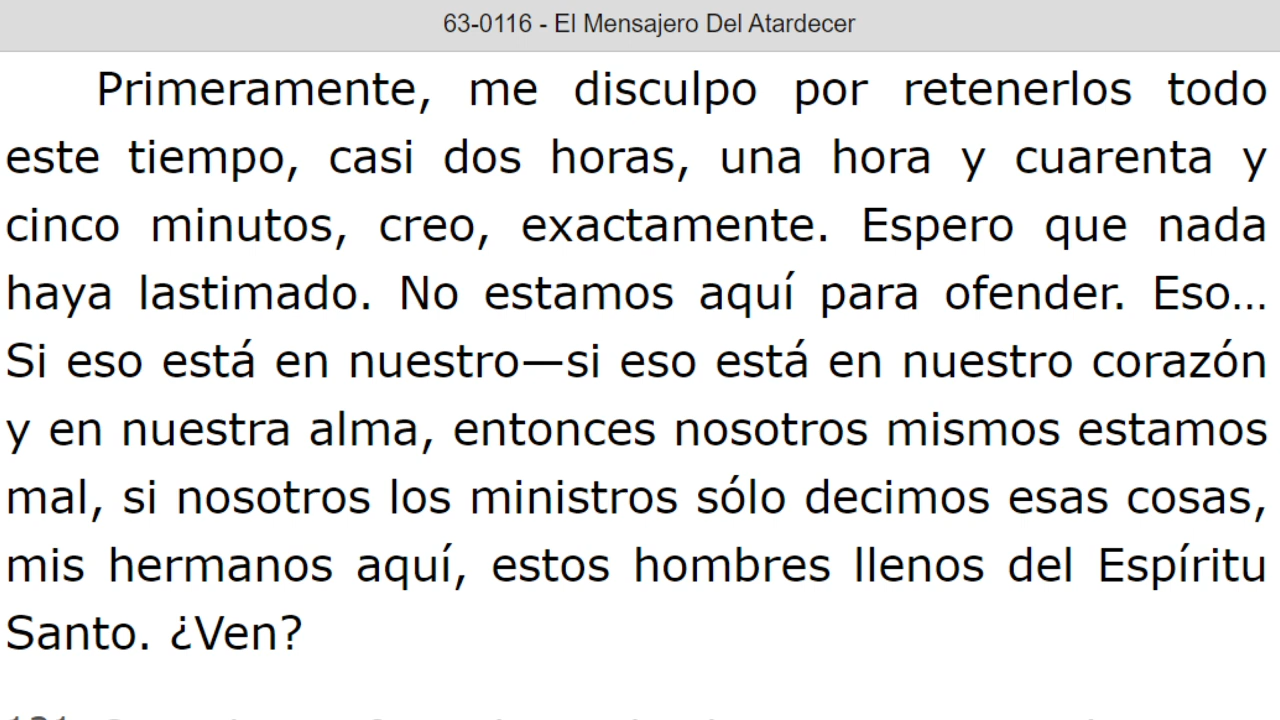 63-0116 - El Mensajero Del Atardecer
Primeramente, me disculpo por retenerlos todo
este tiempo, casi dos horas, una hora y cuarenta y
cinco minutos, creo, exactamente. Espero que nada
haya lastimado. No estamos aquí para ofender. Eso...
Si eso está en nuestro—si eso está en nuestro corazón
y en nuestra alma, entonces nosotros mismos estamos
mal, si nosotros los ministros sólo decimos esas cosas,
mis hermanos aquí, estos hombres llenos del Espíritu
Santo. ¿Ven?